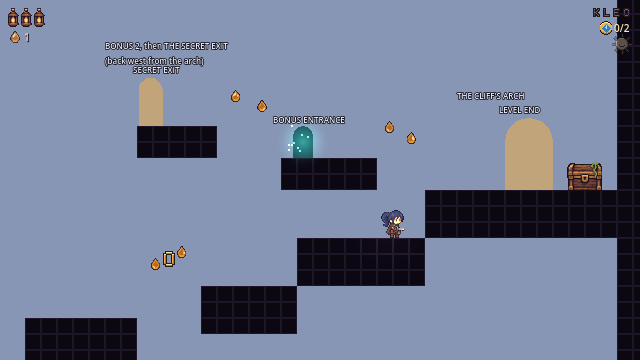 KLEO
1
0/2
BONUS 2, then THE SECRET EXIT
(back west from the arch)
SECRET EXIT
THE CLIFF'S ARCH
LEVEL END
BONUS ENTRANCE